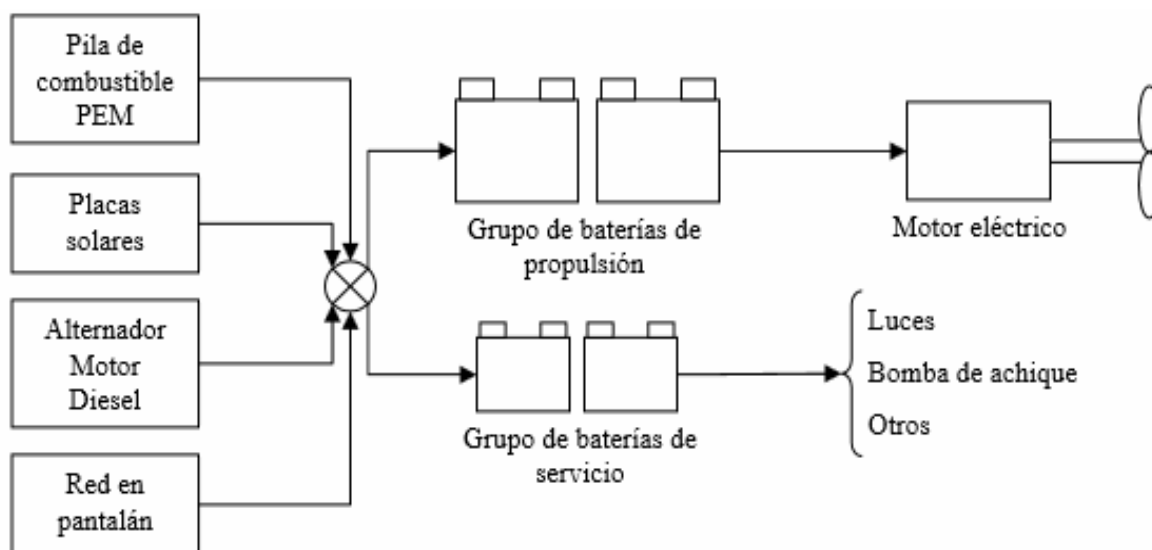 Pila de
combustible
PEM
Placas
solares
Alternador
Motor
Diesel
Red en
pantalán
Grupo de baterías de
propulsión
Motor eléctrico
Grupo de baterías de
servicio
Luces
Bomba de achique
Otros